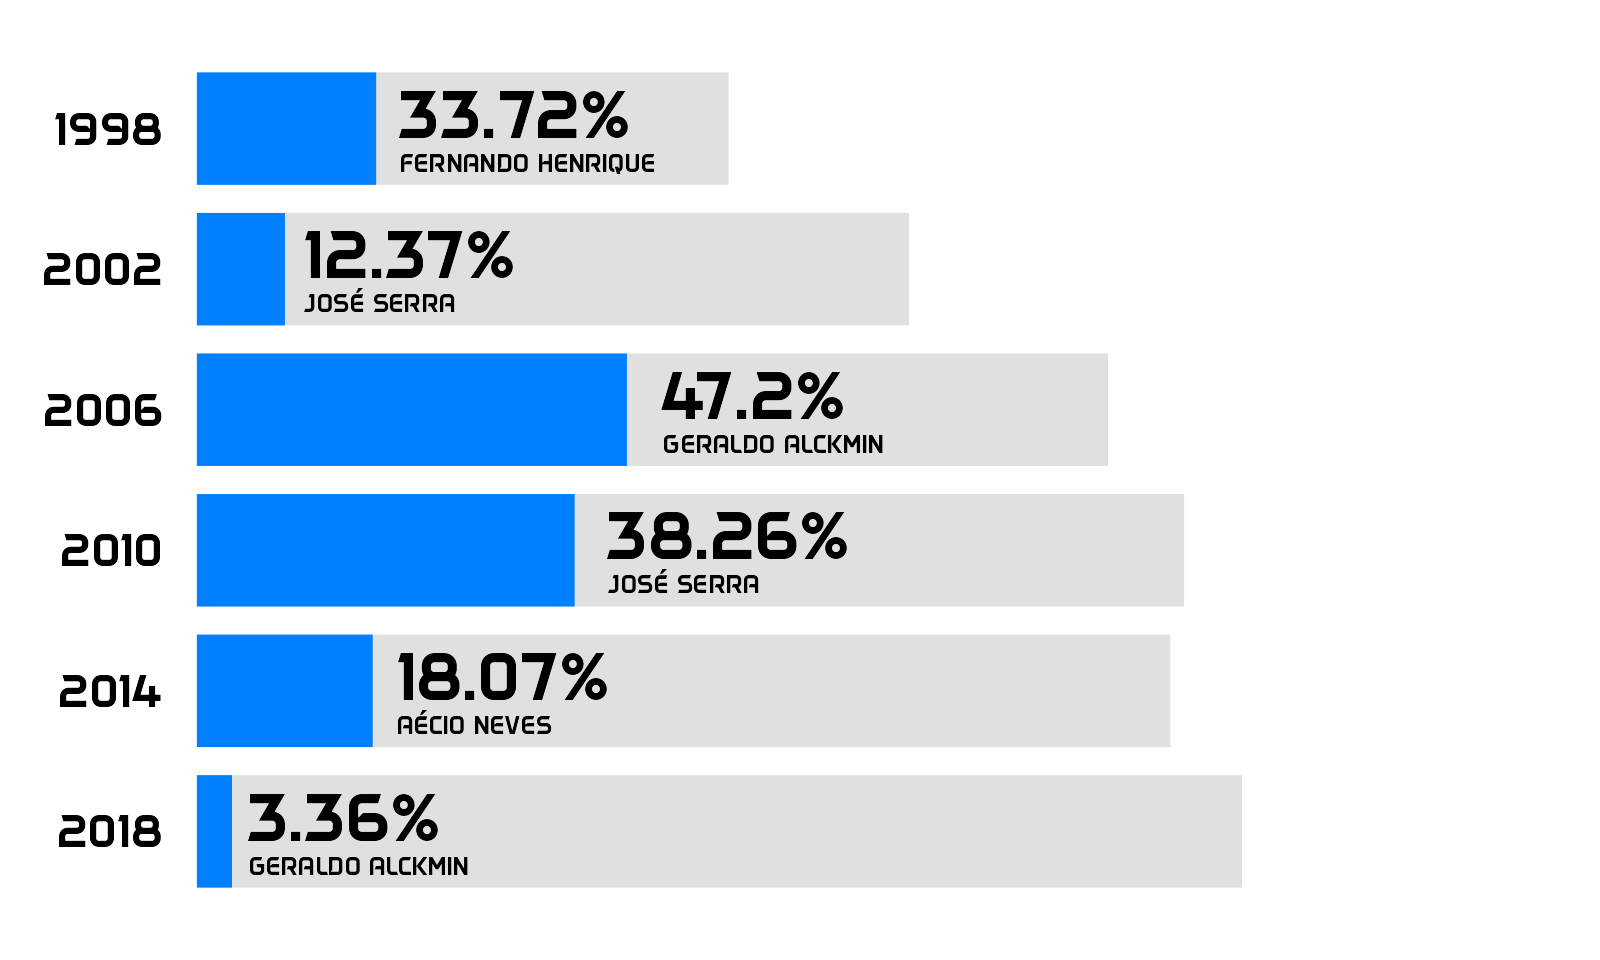 1998
33.72%
FERNANDO HENRIQUE
2002
12.37%
JOSÉ SERRA
2006
47.2%
GERALDO ALCKMIN
2010
38.26%
JOSÉ SERRA
2014
18.07%
AÉCIO NEVES
2018
3.36%
GERALDO ALCKMIN